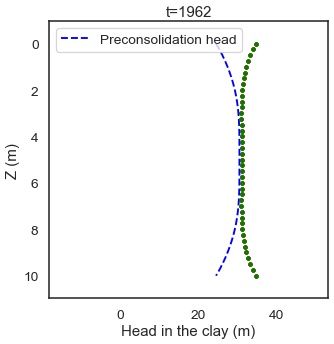 t=1962
Preconsolidation head
0
2
4
6
8
10
Z (m)
0 20 40
Head in the clay (m)